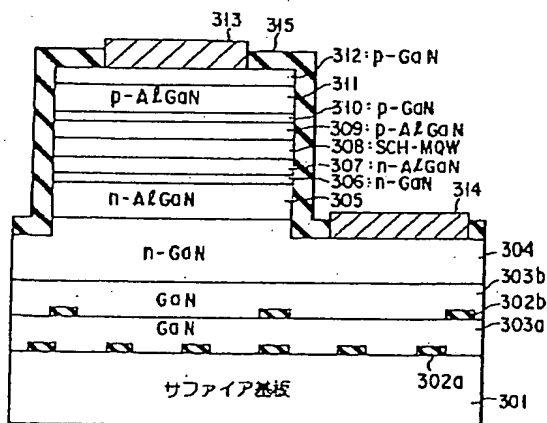 313
315
312:p-GaN
311
p-AlGaN
310:p-GaN
309:p-AlGaN
308:SCH-MQW
307:n-AlGaN
306:n-GaN
305
n-AlGaN
314
n-GaN
304
303b
GaN
302b
303a
GaN
サファイア基板
302a
301